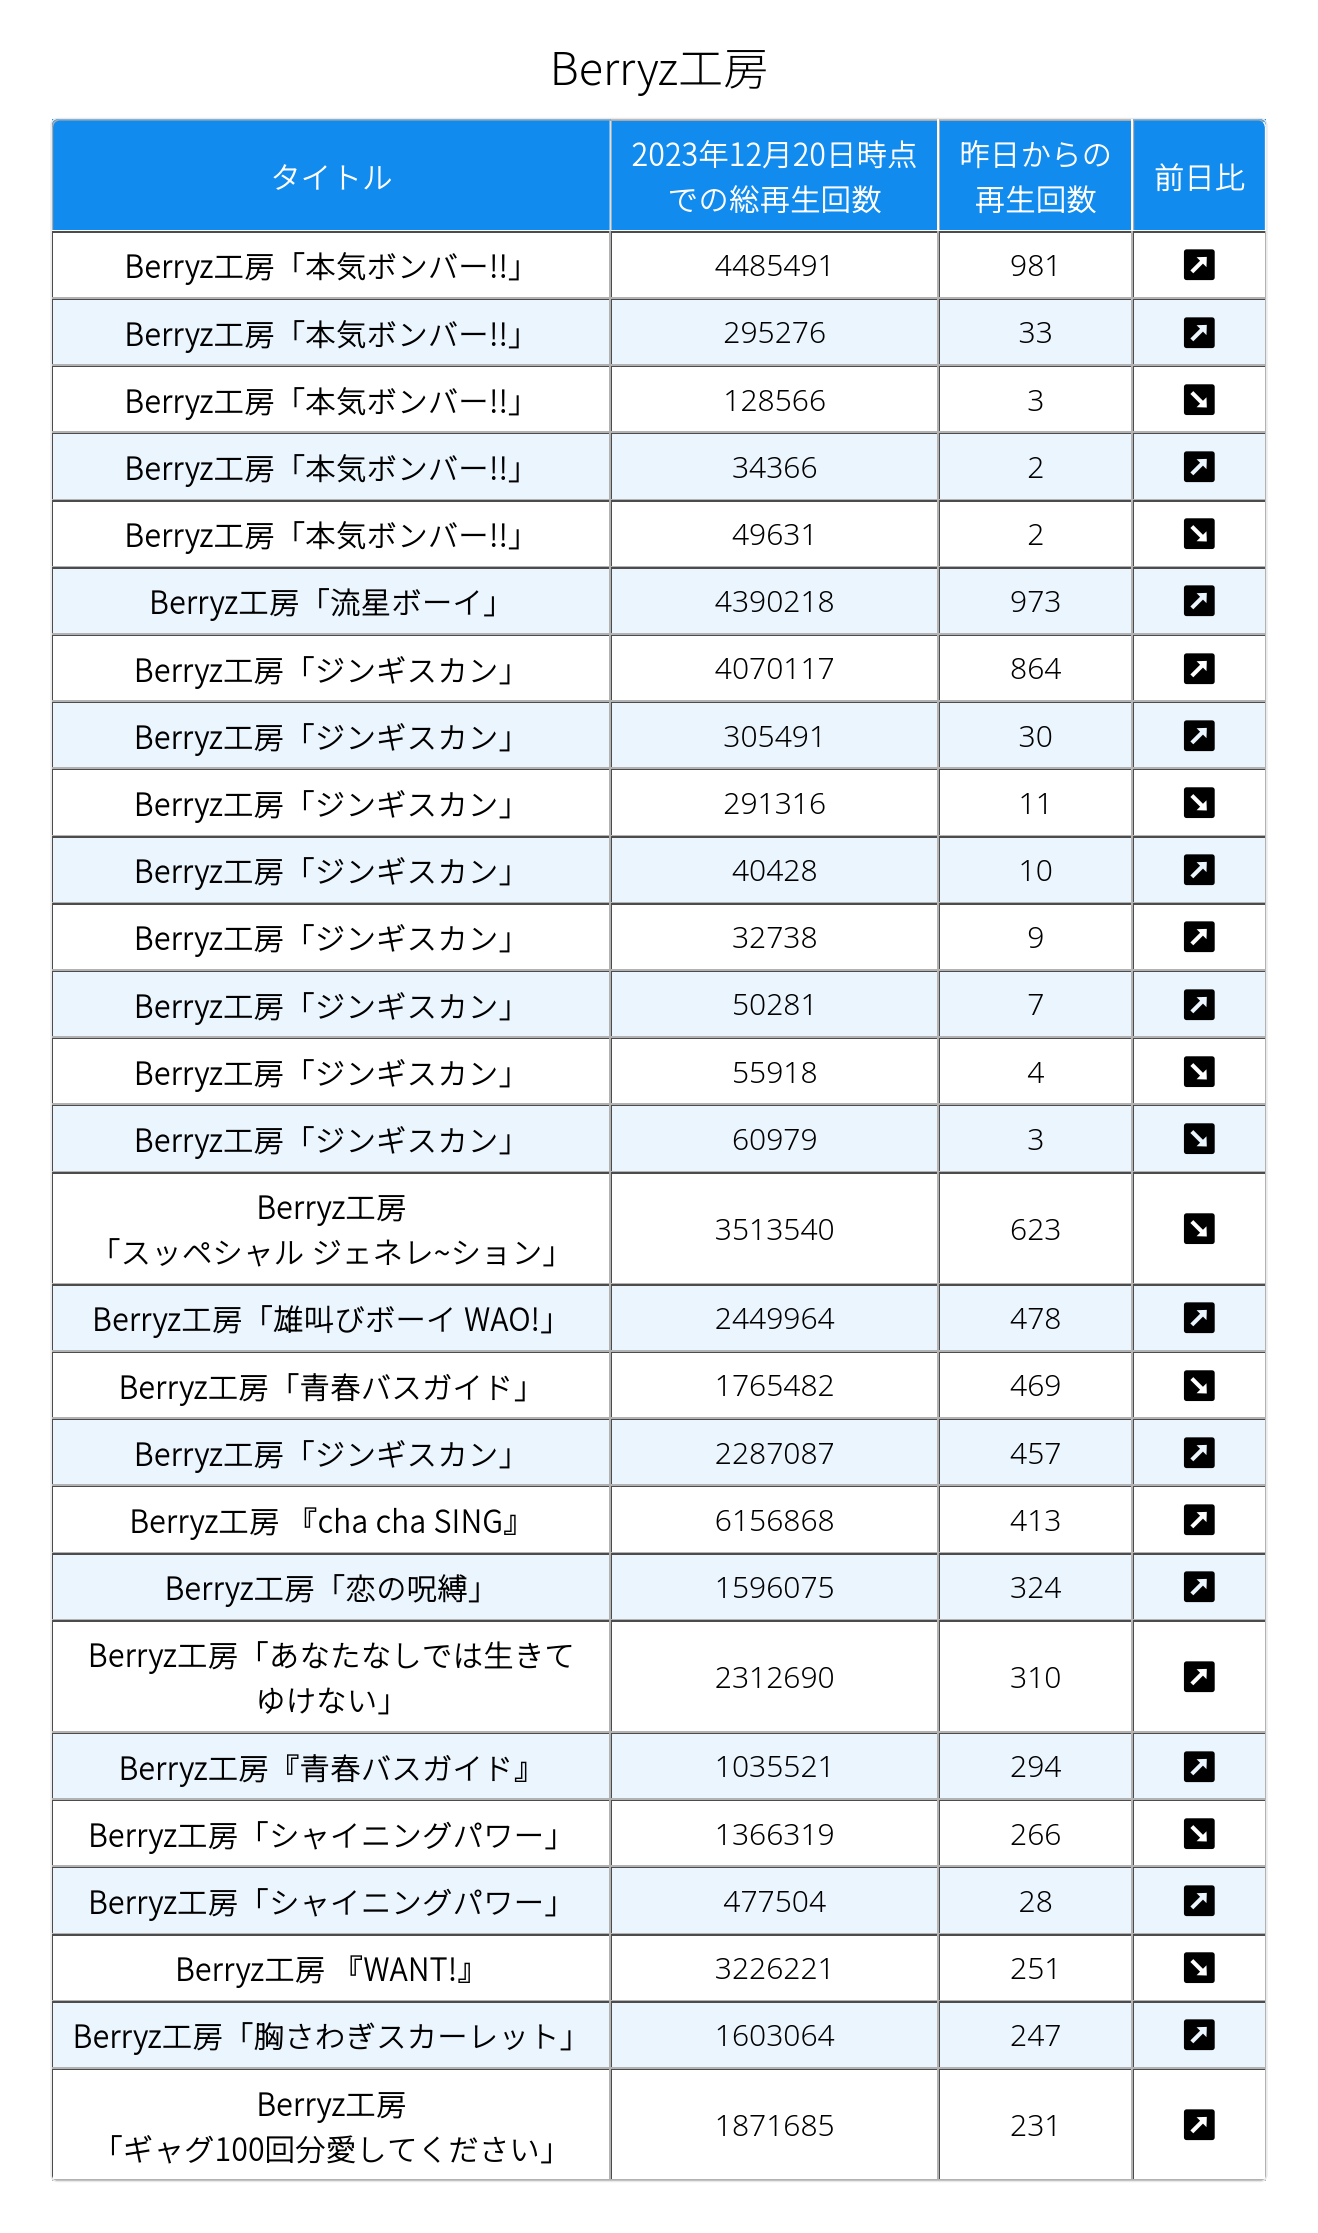 Berryz工房
タイトル
2023年12月20日時点
での総再生回数
昨日からの
再生回数
前日比
Berryz工房「本気ボンバー!!」 4485491 981
Berryz工房「本気ボンバー!!」 295276 33
Berryz工房「本気ボンバー!!」 128566 3
Berryz工房「本気ボンバー!!」 34366 2
Berryz工房「本気ボンバー!!」 49631 2
Berryz工房「流星ボーイ」 4390218 973
Berryz工房「ジンギスカン」 4070117 864
Berryz工房「ジンギスカン」 305491 30
Berryz工房「ジンギスカン」 291316 11
Berryz工房「ジンギスカン」 40428 10
Berryz工房「ジンギスカン」 32738 9
Berryz工房「ジンギスカン」 50281 7
Berryz工房「ジンギスカン」 55918 4
Berryz工房「ジンギスカン」 60979 3
Berryz工房
「スッペシャル ジェネレ~ション」 3513540 623
Berryz工房「雄叫びボーイ WAO!」 2449964 478
Berryz工房「青春バスガイド」 1765482 469
Berryz工房「ジンギスカン」 2287087 457
Berryz工房 『cha cha SING』 6156868 413
Berryz工房「恋の呪縛」 1596075 324
Berryz工房「あなたなしでは生きて
ゆけない」 2312690 310
Berryz工房『青春バスガイド』 1035521 294
Berryz工房「シャイニングパワー」 1366319 266
Berryz工房「シャイニングパワー」 477504 28
Berryz工房 『WANT!』 3226221 251
Berryz工房「胸さわぎスカーレット」 1603064 247
Berryz工房
「ギャグ100回分愛してください」 1871685 231